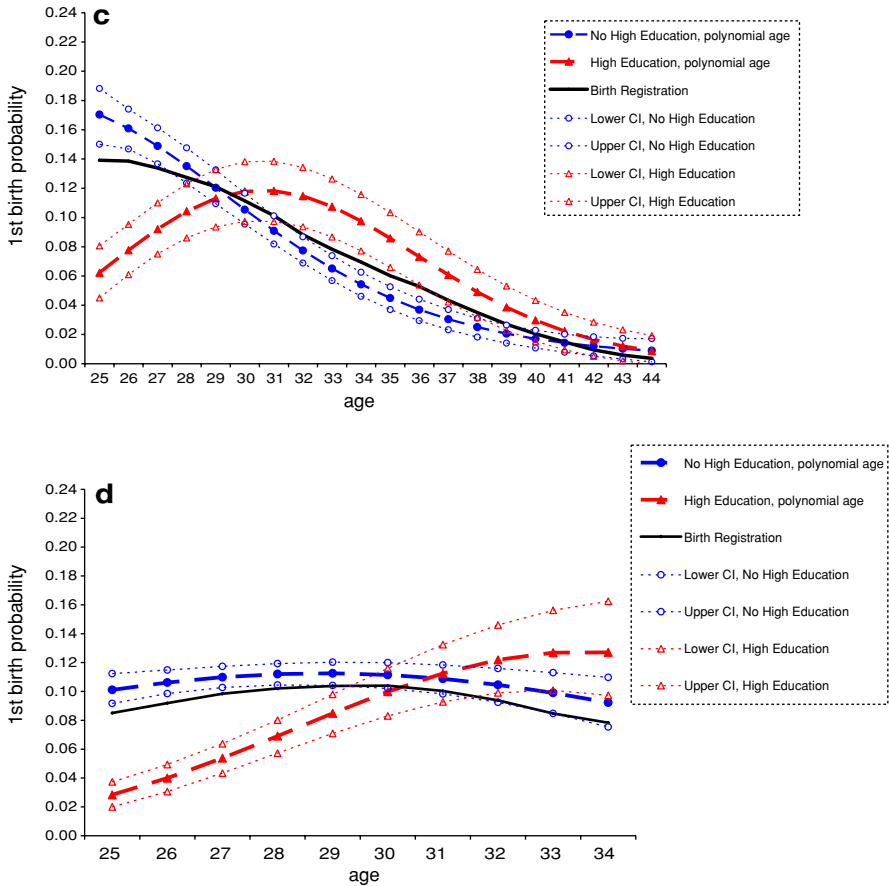 c
0.24
0.22
0.20
0.18
0.16
0.14
0.12
0.10
0.08
0.06
0.04
0.02
0.00
1st birth probability
25 26 27 28 29 30 31 32 33 34 35 36 37 38 39 40 41 42 43 44
age
No High Education, polynomial age
High Education, polynomial age
Birth Registration
Lower CI, No High Education
Upper CI, No High Education
Lower CI, High Education
Upper CI, High Education
d
0.24
0.22
0.20
0.18
0.16
0.14
0.12
0.10
0.08
0.06
0.04
0.02
0.00
1st birth probability
25 26 27 28 29 30 31 32 33 34
age
No High Education, polynomial age
High Education, polynomial age
Birth Registration
Lower CI, No High Education
Upper CI, No High Education
Lower CI, High Education
Upper CI, High Education